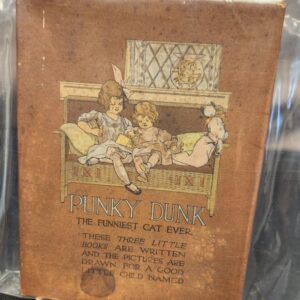 PUNKY DUNK
THE FUNNIEST CAT EVER
THESE THREE LITTLE
BOOKS ARE WRITTEN
AND THE PICTURES ARE
DRAWN FOR A GOOD
LITTLE CHILD NAMED